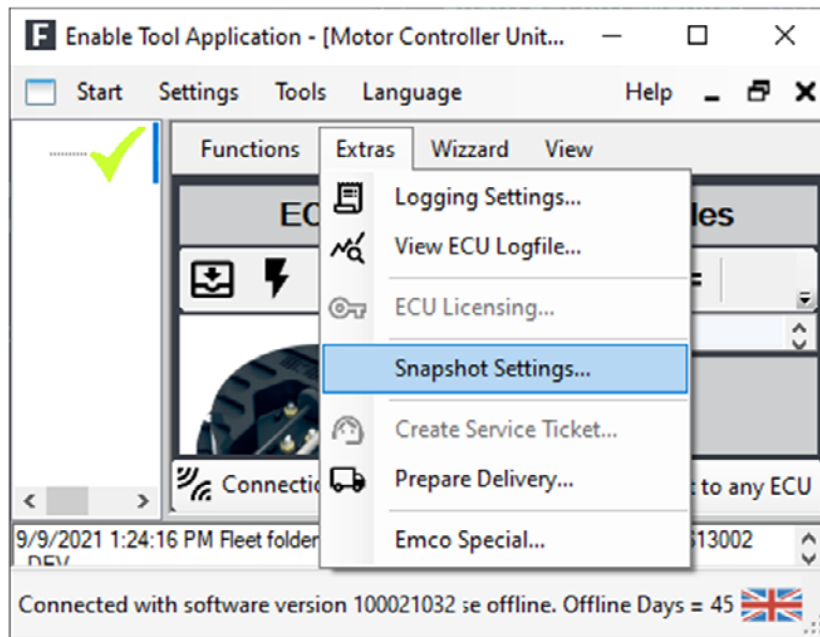 Enable Tool Application - [Motor Controller Unit...
Start Settings Tools Language Help
Functions Extras Wizzard View
Logging Settings...
View ECU Logfile...
ECU Licensing...
Snapshot Settings...
Create Service Ticket...
Prepare Delivery...
Emco Special...
EC
les
Connectio
t to any ECU
9/9/2021 1:24:16 PM Fleet folder
13002
DEV
Connected with software version 100021032 se offline. Offline Days = 45